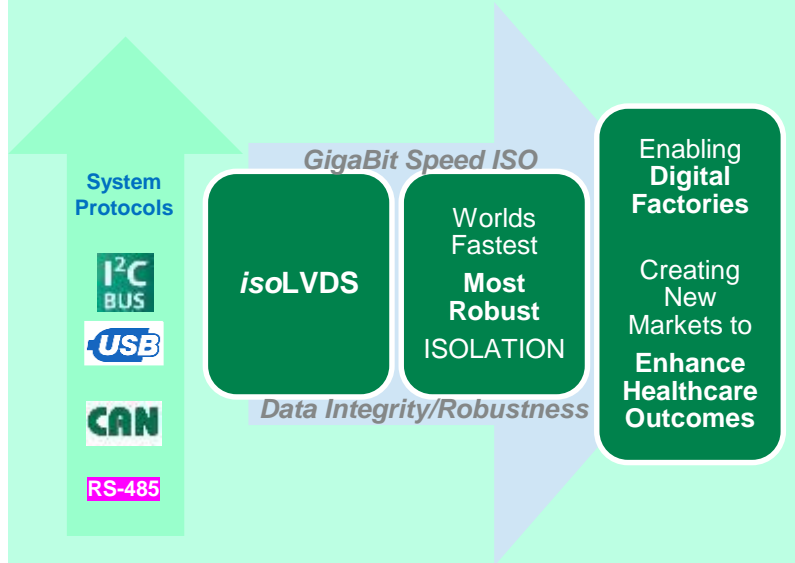 System
Protocols
I²C
BUS
USB
CAN
RS-485
GigaBit Speed ISO
isoLVDS
Worlds
Fastest
Most
Robust
ISOLATION
Data Integrity/Robustness
Enabling
Digital
Factories
Creating
New
Markets to
Enhance
Healthcare
Outcomes